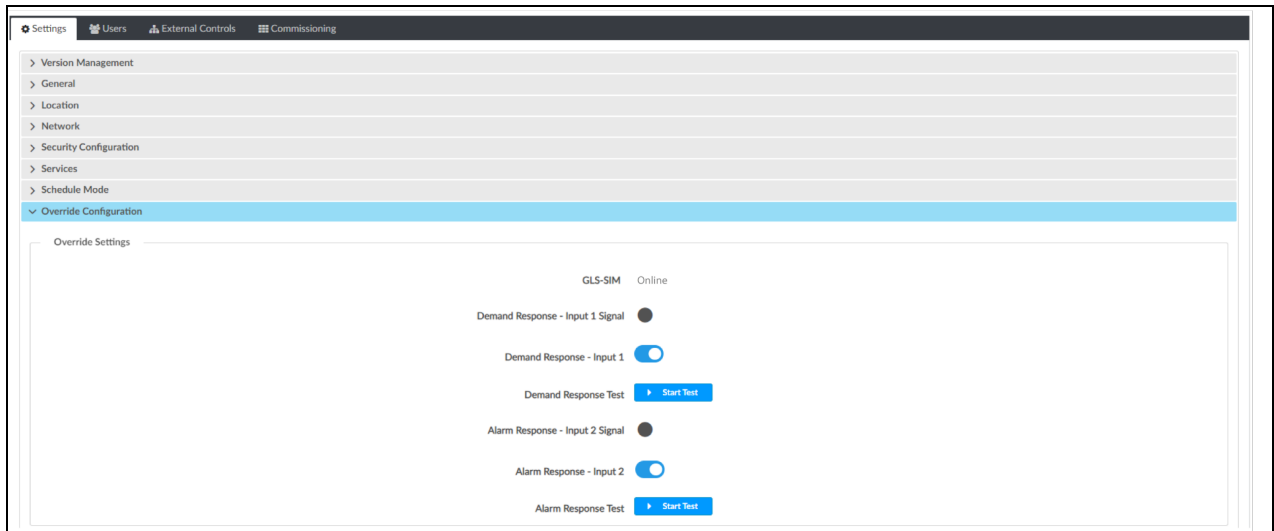 Settings Users External Controls Commissioning
Version Management
General
Location
Network
Security Configuration
Services
Schedule Mode
Override Configuration
Override Settings
GLS-SIM Online
Demand Response - Input 1 Signal
Demand Response - Input 1
Demand Response Test Start Test
Alarm Response - Input 2 Signal
Alarm Response - Input 2
Alarm Response Test Start Test